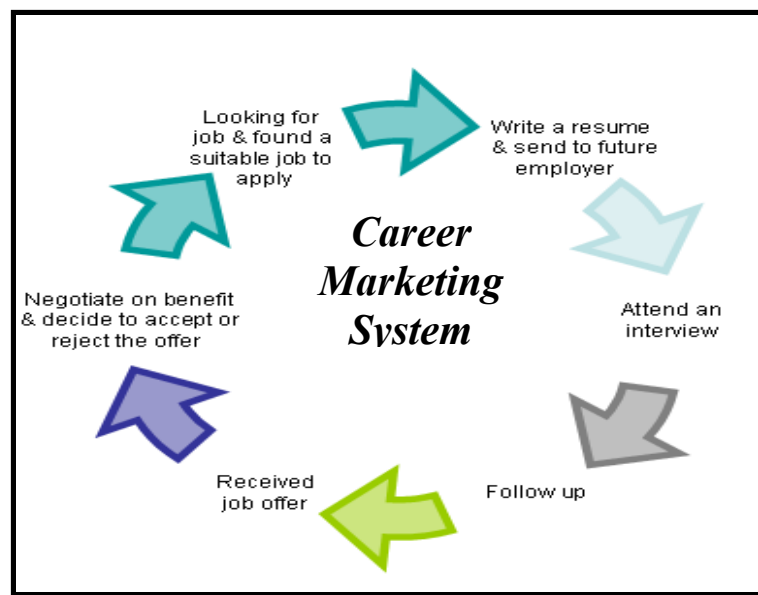 Looking for
job & found a
suitable job to
apply
Write a resume
& send to future
employer
Career
Marketing
System
Attend an
interview
Follow up
Received
job offer
Negotiate on benefit
& decide to accept or
reject the offer